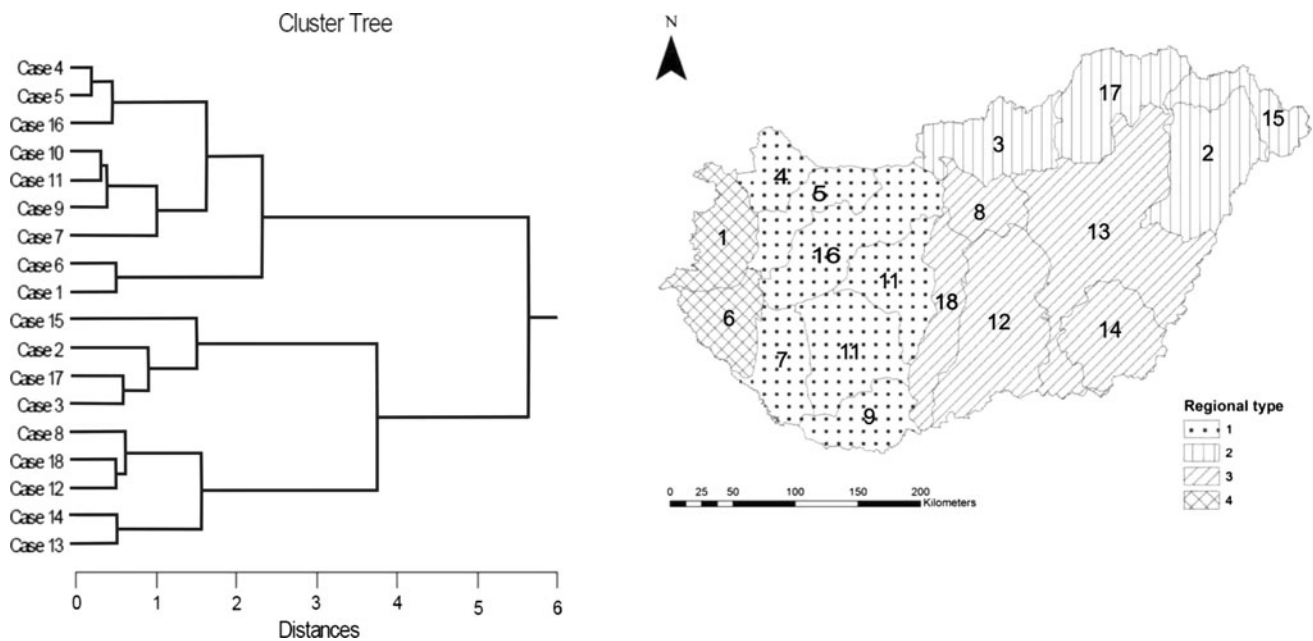 Cluster Tree
Case 4
Case 5
Case 16
Case 10
Case 11
Case 9
Case 7
Case 6
Case 1
Case 15
Case 2
Case 17
Case 3
Case 8
Case 18
Case 12
Case 14
Case 13
0 1 2 3 4 5 6
Distances
N
17
15
3
2
4
5
8
1
13
16
11
18
6
12
14
7
11
9
Regional type
1
2
3
4
0 25 50 100 150 200
Kilometers